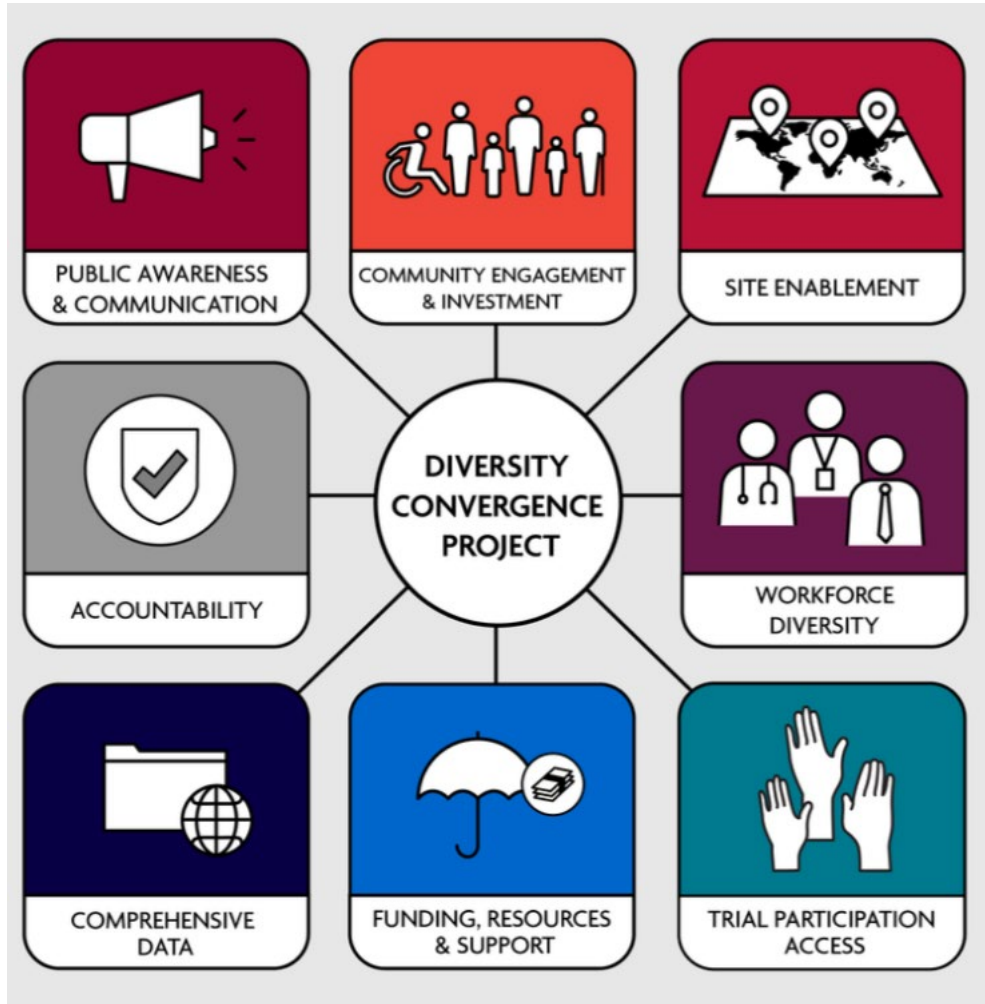 PUBLIC AWARENESS
& COMMUNICATION
COMMUNITY ENGAGEMENT
& INVESTMENT
SITE ENABLEMENT
ACCOUNTABILITY
DIVERSITY
CONVERGENCE
PROJECT
WORKFORCE
DIVERSITY
COMPREHENSIVE
DATA
FUNDING, RESOURCES
& SUPPORT
TRIAL PARTICIPATION
ACCESS